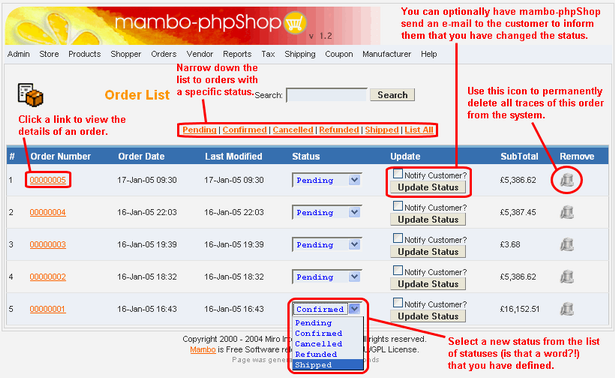 mambo-phpShop
v 1.2
You can optionally have mambo-phpShop
send an e-mail to the customer to inform
them that you have changed the status.
Admin Store Products Shopper Orders Vendor Reports Tax Shipping Coupon Manufacturer Help
Narrow down the
list to orders with
a specific status.
Order List
Search:
Search
Use this icon to permanently
delete all traces of this order
from the system.
Click a link to view the
details of an order.
Pending | Confirmed | Cancelled | Refunded | Shipped | List All
# Order Number Order Date Last Modified Status Update SubTotal Remove
1 00000005 17-Jan-05 09:30 17-Jan-05 09:30 Pending Notify Customer? £5,386.62
Update Status
2 00000004 16-Jan-05 22:03 16-Jan-05 22:03 Pending Notify Customer? £5,387.45
Update Status
3 00000003 16-Jan-05 19:39 16-Jan-05 19:39 Pending Notify Customer? £3.68
Update Status
4 00000002 16-Jan-05 18:32 16-Jan-05 18:32 Pending Notify Customer? £5,386.62
Update Status
5 00000001 16-Jan-05 16:43 16-Jan-05 16:43 Confirmed Notify Customer? £16,152.51
Update Status
Pending
Confirmed
Cancelled
Refunded
Shipped
Copyright 2000 - 2004 Miro Inte rights reserved.
Mambo is Free Software rele /GPL License.
Page was gener onds
Select a new status from the list
of statuses (is that a word?!)
that you have defined.